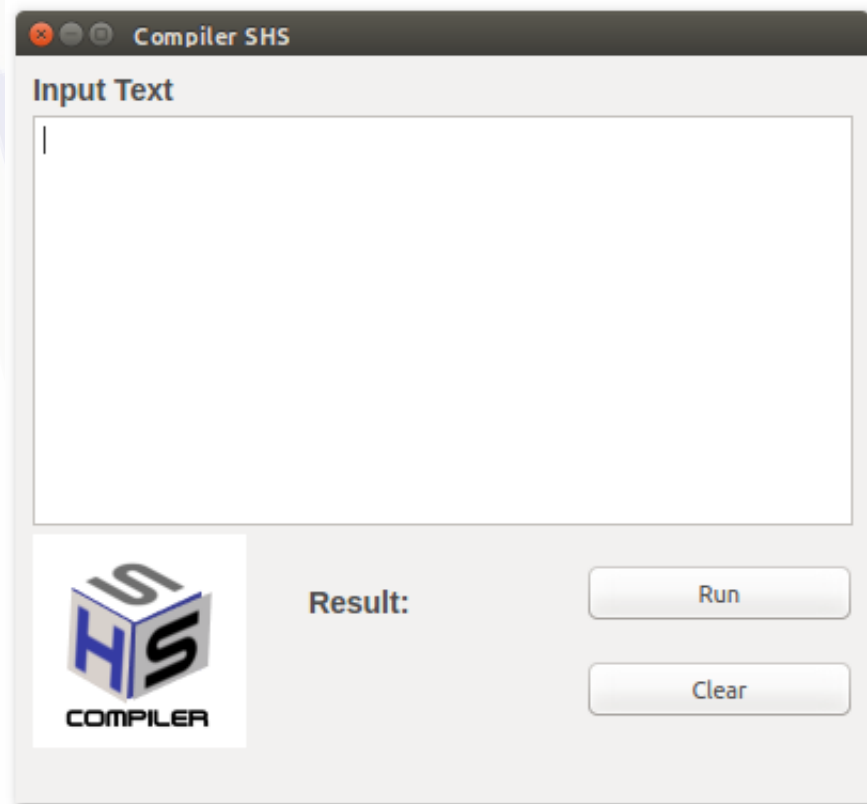 Compiler SHS
Input Text
Result:
Run
Clear
S
H S
COMPILER